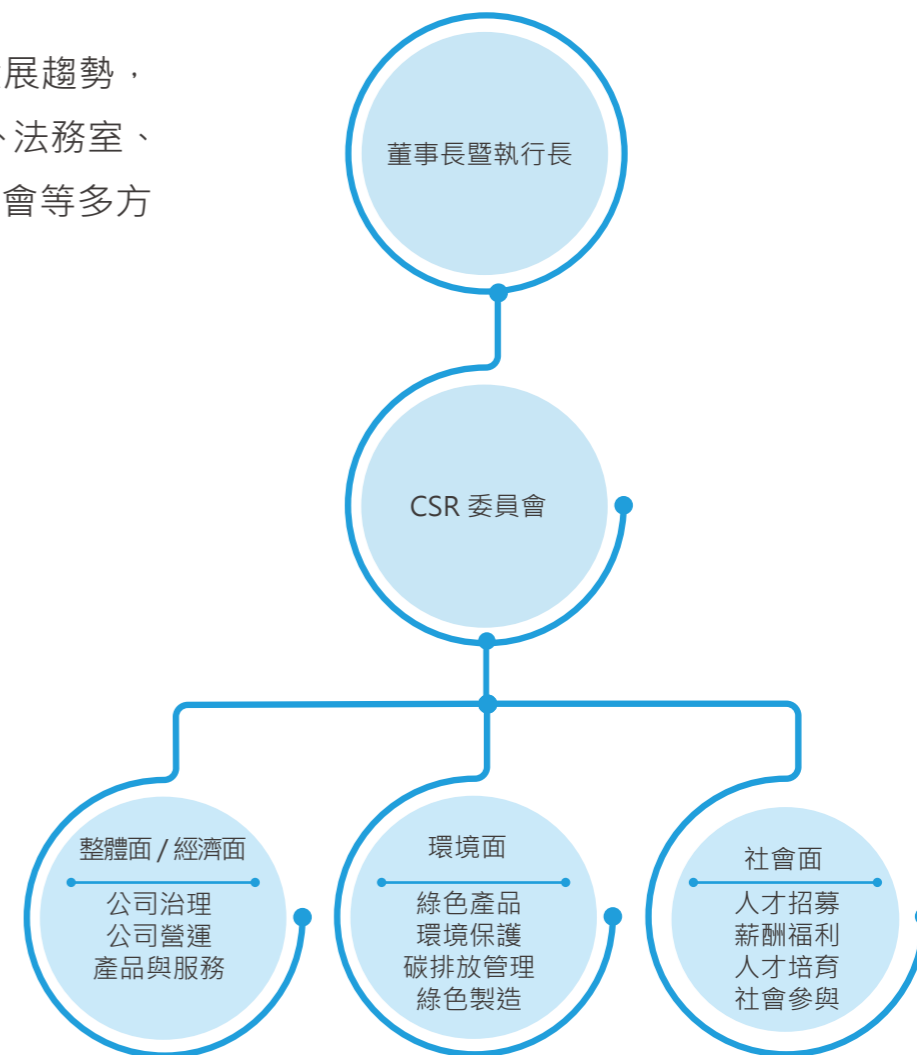 展趨勢，
、法務室、
會等多方
董事長暨執行長
CSR 委員會
整體面 / 經濟面
公司治理
公司營運
產品與服務
環境面
綠色產品
環境保護
碳排放管理
綠色製造
社會面
人才招募
薪酬福利
人才培育
社會參與